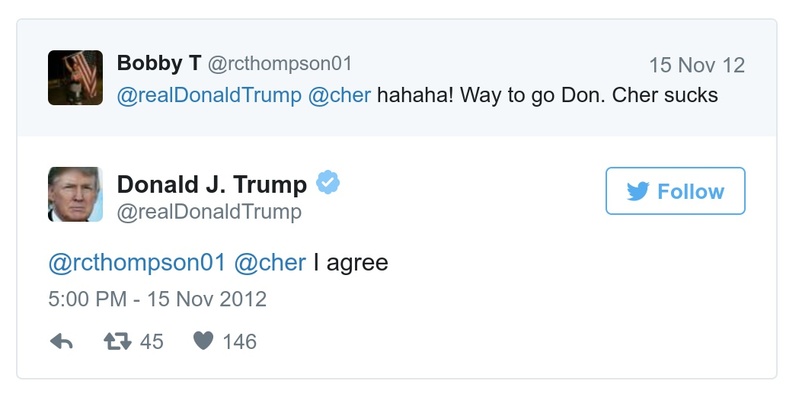 Bobby T @rcthompson01 15 Nov 12
@realDonaldTrump @cher hahaha! Way to go Don. Cher sucks
Donald J. Trump
@realDonaldTrump
Follow
@rcthompson01 @cher I agree
5:00 PM - 15 Nov 2012
45 146